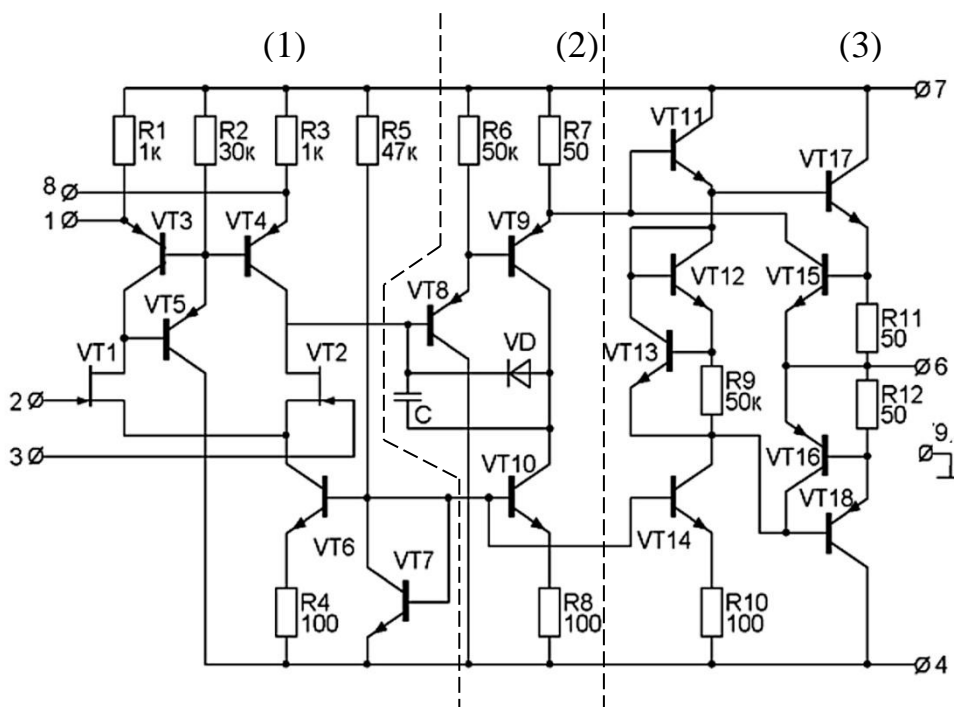 (1)
(2)
(3)
7
R1
1к
R2
30к
R3
1к
R5
47к
R6
50к
R7
50
VT11
VT17
8
1
VT3
VT4
VT9
VT5
VT8
VT12
VT15
R11
50
VT1
VT2
VD
VT13
R9
50к
6
2
C
R12
50
3
VT10
VT16
9
VT6
VT7
VT14
VT18
R4
100
R8
100
R10
100
4